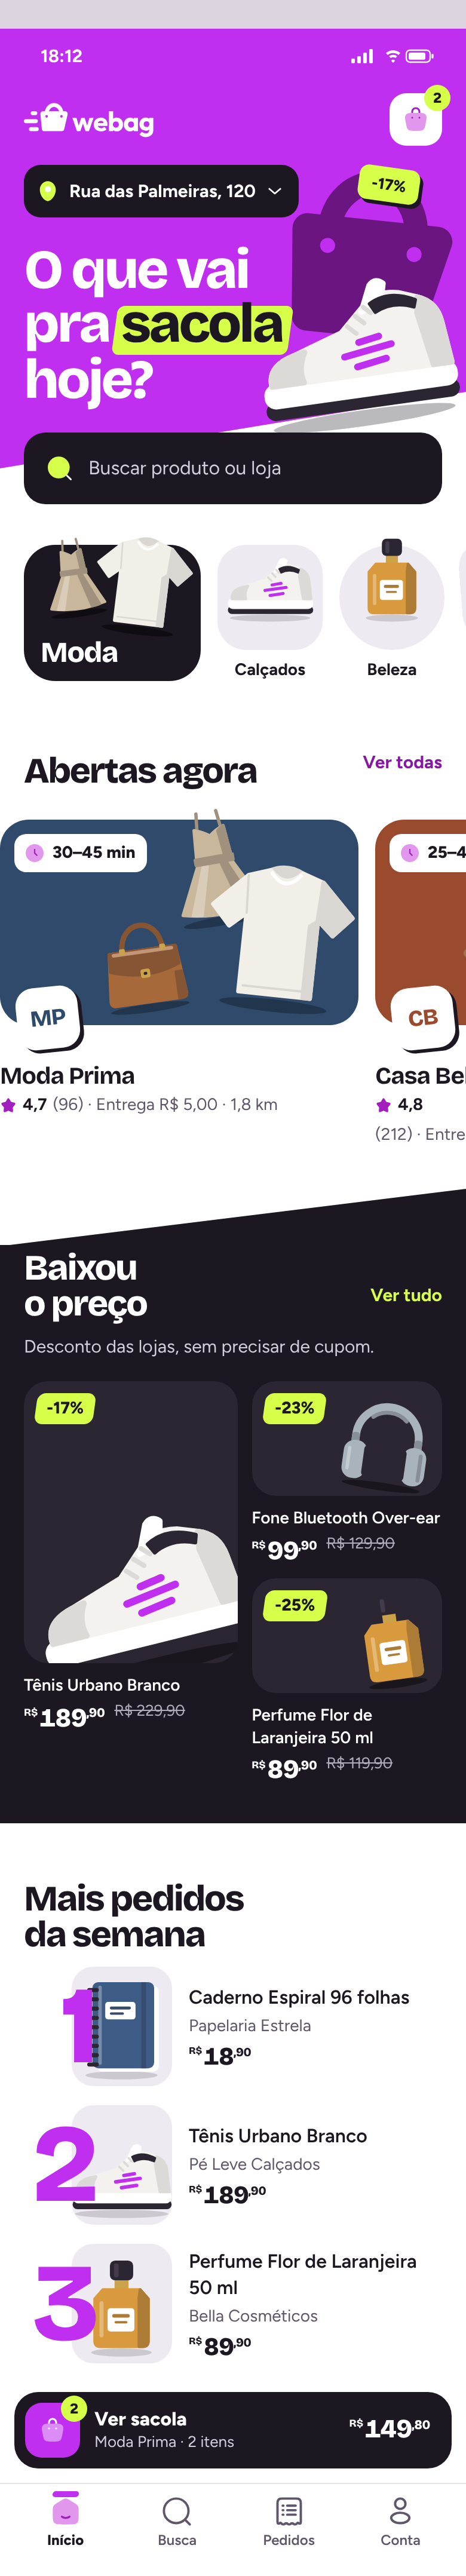 18:12
webag
2
Rua das Palmeiras, 120
-17%
O que vai
pra sacola
hoje?
Buscar produto ou loja
Moda
Calçados
Beleza
Abertas agora
Ver todas
30–45 min
25–4
MP
CB
Moda Prima
Casa Bel
4,7 (96) · Entrega R$ 5,00 · 1,8 km
4,8
(212) · Entre
Baixou
o preço
Ver tudo
Desconto das lojas, sem precisar de cupom.
-17%
-23%
Fone Bluetooth Over-ear
R$ 99,90 R$ 129,90
-25%
Tênis Urbano Branco
R$ 189,90 R$ 229,90
Perfume Flor de
Laranjeira 50 ml
R$ 89,90 R$ 119,90
Mais pedidos
da semana
1
Caderno Espiral 96 folhas
Papelaria Estrela
R$ 18,90
2
Tênis Urbano Branco
Pé Leve Calçados
R$ 189,90
3
Perfume Flor de Laranjeira
50 ml
Bella Cosméticos
R$ 89,90
2
Ver sacola
Moda Prima · 2 itens
R$ 149,80
Início
Busca
Pedidos
Conta